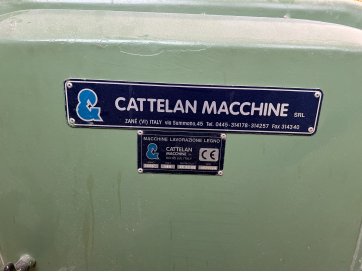 & CATTELAN MACCHINE SRL
ZANÈ (VI) ITALY via Summano, 45 Tel. 0445-314178-314257 Fax 314340
MACCHINE LAVORAZIONE LEGNO
& CATTELAN
MACCHINE
CE